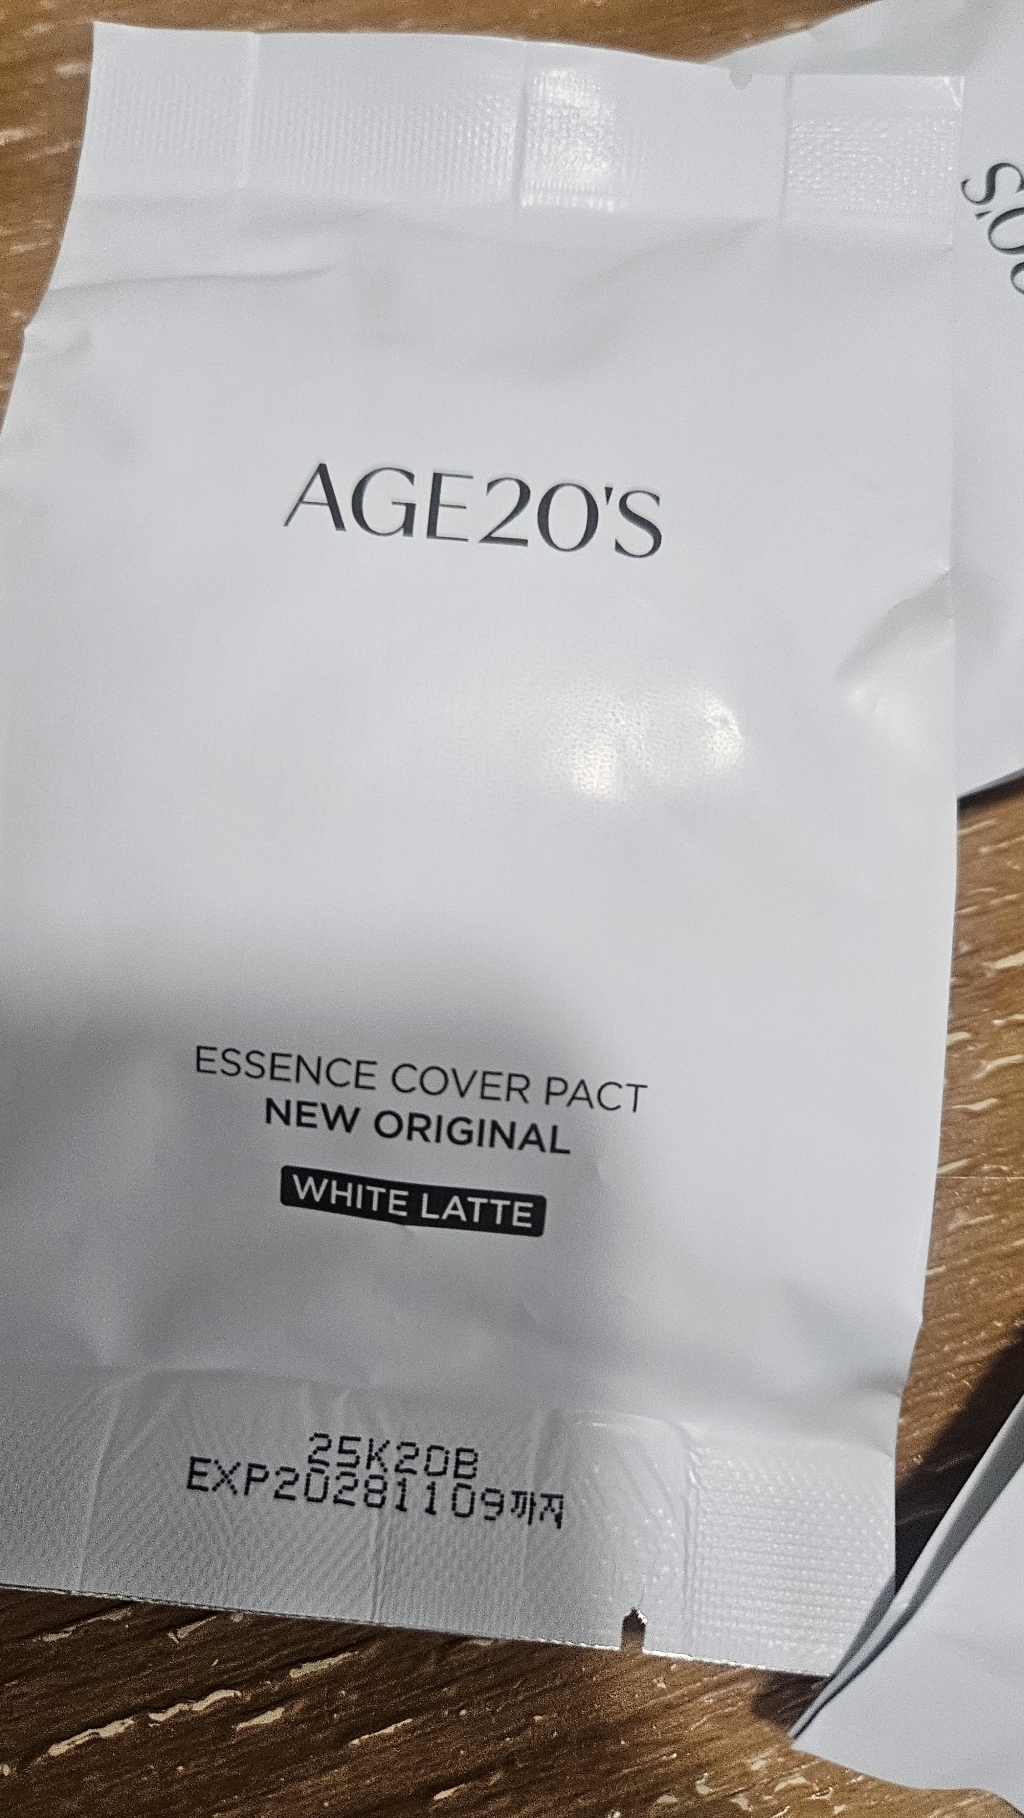 AGE20'S
ESSENCE COVER PACT
NEW ORIGINAL
WHITE LATTE
25K20B
EXP20281109까지